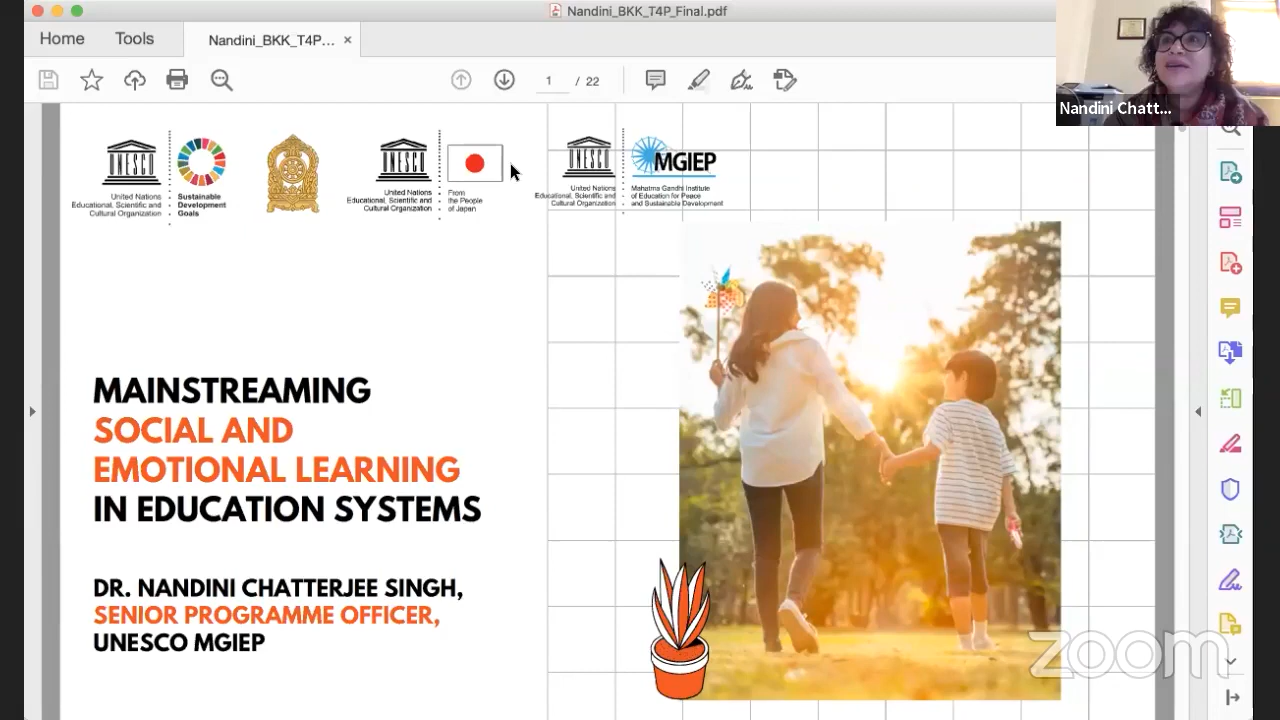 Nandini_BKK_T4P_Final.pdf
Home
Tools
Nandini_BKK_T4P...
1
/ 22
Nandini Chatt...
UNESCO
United Nations
Educational, Scientific and
Cultural Organization
Sustainable
Development
Goals
UNESCO
United Nations
Educational, Scientific and
Cultural Organization
From
the People
of Japan
UNESCO
United Nations
Educational, Scientific and
Cultural Organization
MGIEP
Mahatma Gandhi Institute
of Education for Peace
and Sustainable Development
MAINSTREAMING
SOCIAL AND
EMOTIONAL LEARNING
IN EDUCATION SYSTEMS
DR. NANDINI CHATTERJEE SINGH,
SENIOR PROGRAMME OFFICER,
UNESCO MGIEP
zoom